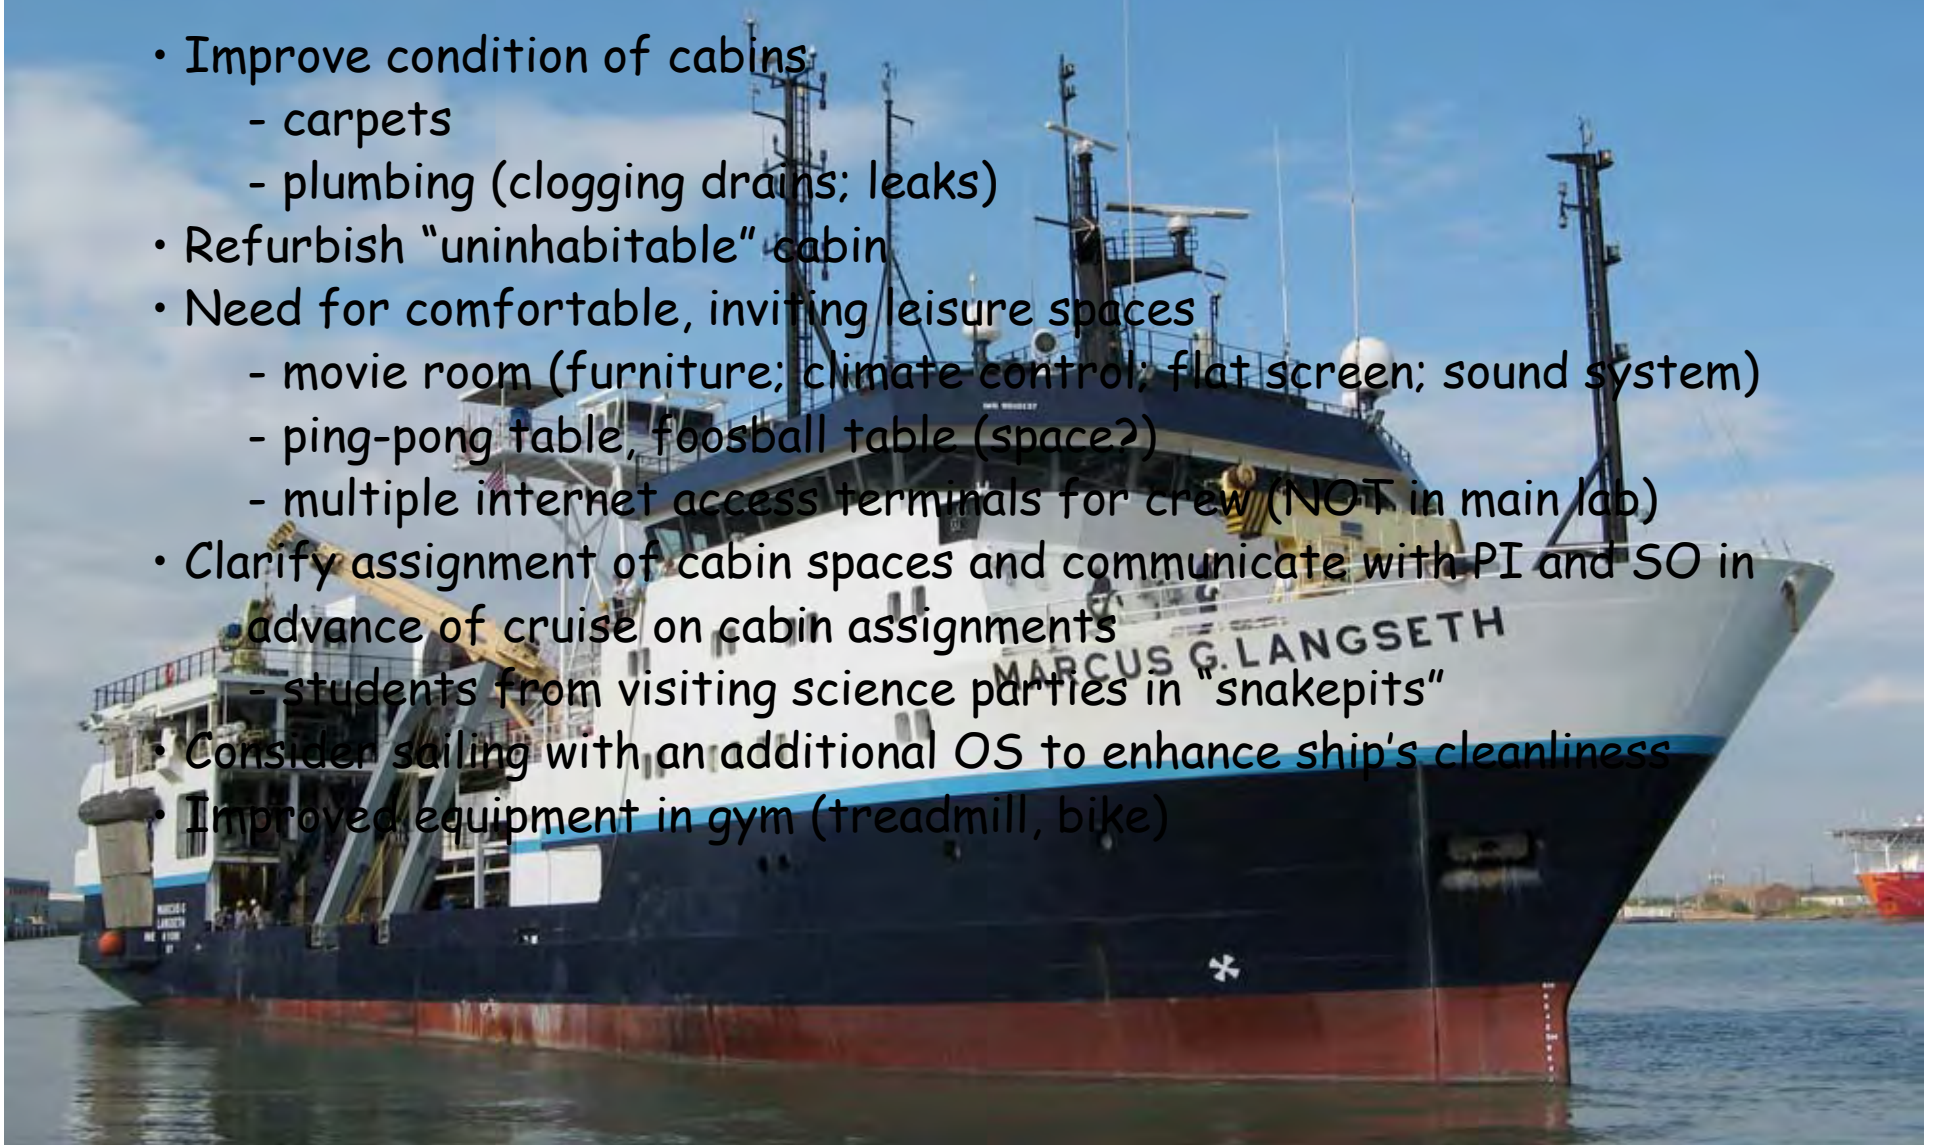 • Improve condition of cabins
- carpets
- plumbing (clogging drains; leaks)
• Refurbish “uninhabitable” cabin
• Need for comfortable, inviting leisure spaces
- movie room (furniture; climate control; flat screen; sound system)
- ping-pong table, foosball table (space?)
- multiple internet access terminals for crew (NOT in main lab)
• Clarify assignment of cabin spaces and communicate with PI and SO in
advance of cruise on cabin assignments
MARCUS G. LANGSETH
- students from visiting science parties in “snakepits”
• Consider sailing with an additional OS to enhance ship’s cleanliness
• Improved equipment in gym (treadmill, bike)
MARCUS G
LANGSETH